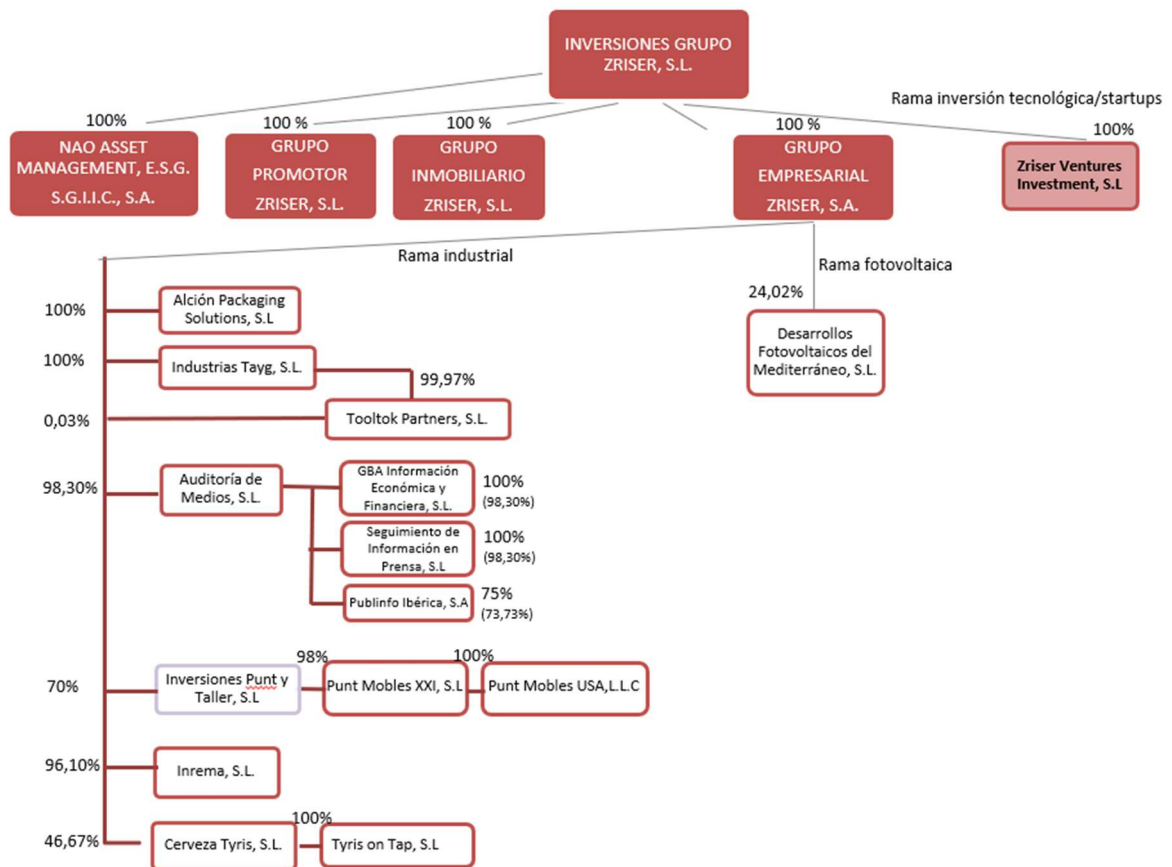 INVERSIONES GRUPO
ZRISER, S.L.
Rama inversión tecnológica/startups
100%
100 %
100 %
100 %
100%
NAO ASSET
MANAGEMENT, E.S.G.
S.G.I.I.C., S.A.
GRUPO
PROMOTOR
ZRISER, S.L.
GRUPO
INMOBILIARIO
ZRISER, S.L.
GRUPO
EMPRESARIAL
ZRISER, S.A.
Zriser Ventures
Investment, S.L
Rama industrial
Rama fotovoltaica
24,02%
Desarrollos
Fotovoltaicos del
Mediterráneo, S.L.
100%
Alción Packaging
Solutions, S.L
100%
Industrias Tayg, S.L.
99,97%
0,03%
Tooltok Partners, S.L.
98,30%
Auditoría de
Medios, S.L.
GBA Información
Económica y
Financiera, S.L.
100%
(98,30%)
Seguimiento de
Información en
Prensa, S.L
100%
(98,30%)
Publinfo Ibérica, S.A
75%
(73,73%)
70%
Inversiones Punt y
Taller, S.L
98%
Punt Mobles XXI, S.L
100%
Punt Mobles USA,L.L.C
96,10%
Inrema, S.L.
46,67%
Cerveza Tyris, S.L.
100%
Tyris on Tap, S.L